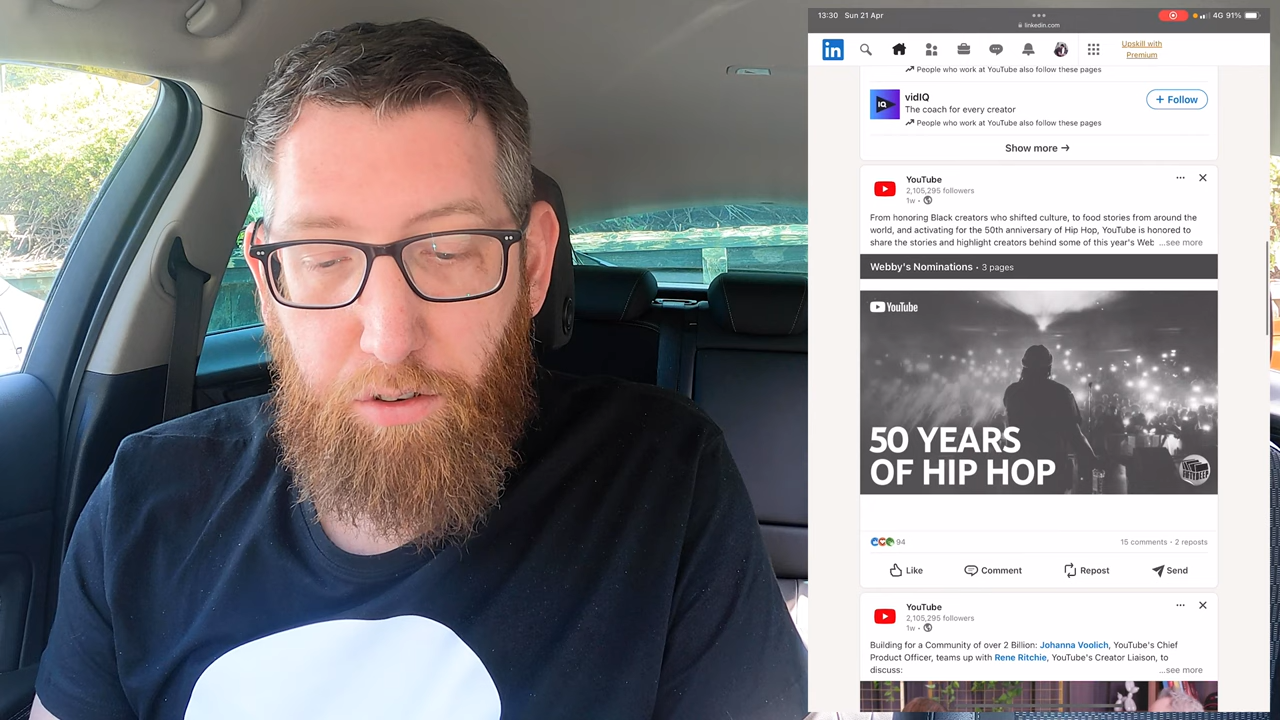 13:30 Sun 21 Apr
4G 91%
linkedin.com
in
Upskill with
Premium
People who work at YouTube also follow these pages
IQ
vidIQ
The coach for every creator
People who work at YouTube also follow these pages
+ Follow
Show more →
YouTube
2,105,295 followers
1w •
From honoring Black creators who shifted culture, to food stories from around the
world, and activating for the 50th anniversary of Hip Hop, YouTube is honored to
share the stories and highlight creators behind some of this year's Web ...see more
Webby's Nominations • 3 pages
YouTube
50 YEARS
OF HIP HOP
94
15 comments • 2 reposts
Like
Comment
Repost
Send
YouTube
2,105,295 followers
1w •
Building for a Community of over 2 Billion: Johanna Voolich, YouTube's Chief
Product Officer, teams up with Rene Ritchie, YouTube's Creator Liaison, to
discuss: ...see more